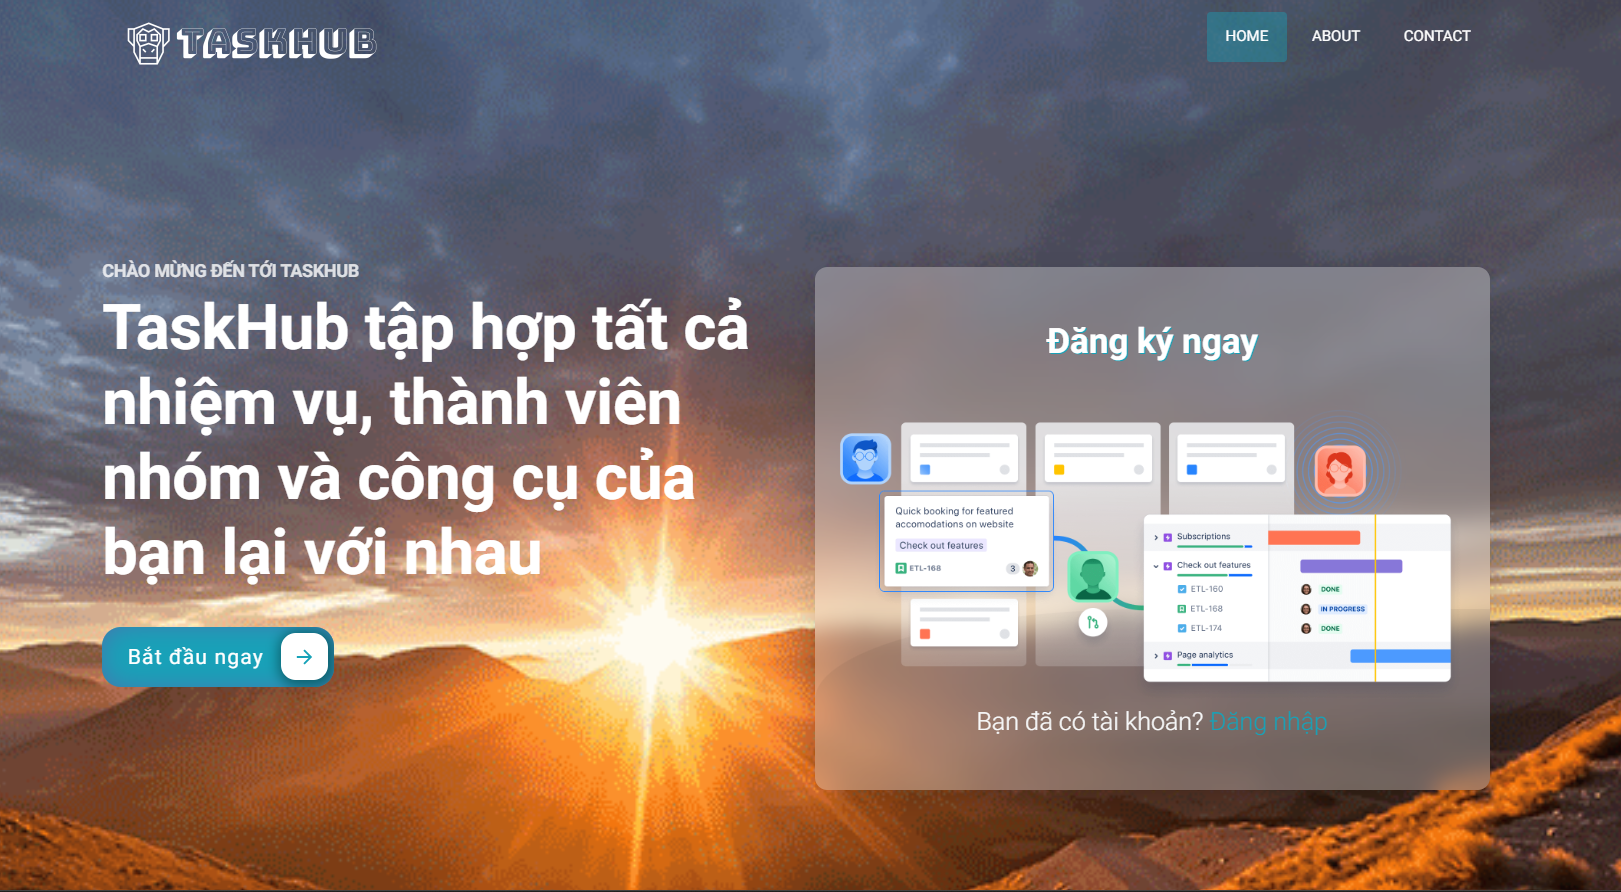 TASKHUB
HOME
ABOUT
CONTACT
CHÀO MỪNG ĐẾN TỚI TASKHUB
TaskHub tập hợp tất cả
nhiệm vụ, thành viên
nhóm và công cụ của
bạn lại với nhau
Bắt đầu ngay
Đăng ký ngay
Quick booking for featured
accomodations on website
Check out features
ETL-168
3
Subscriptions
Check out features
ETL-160
DONE
ETL-168
IN PROGRESS
ETL-174
DONE
Page analytics
Bạn đã có tài khoản? Đăng nhập